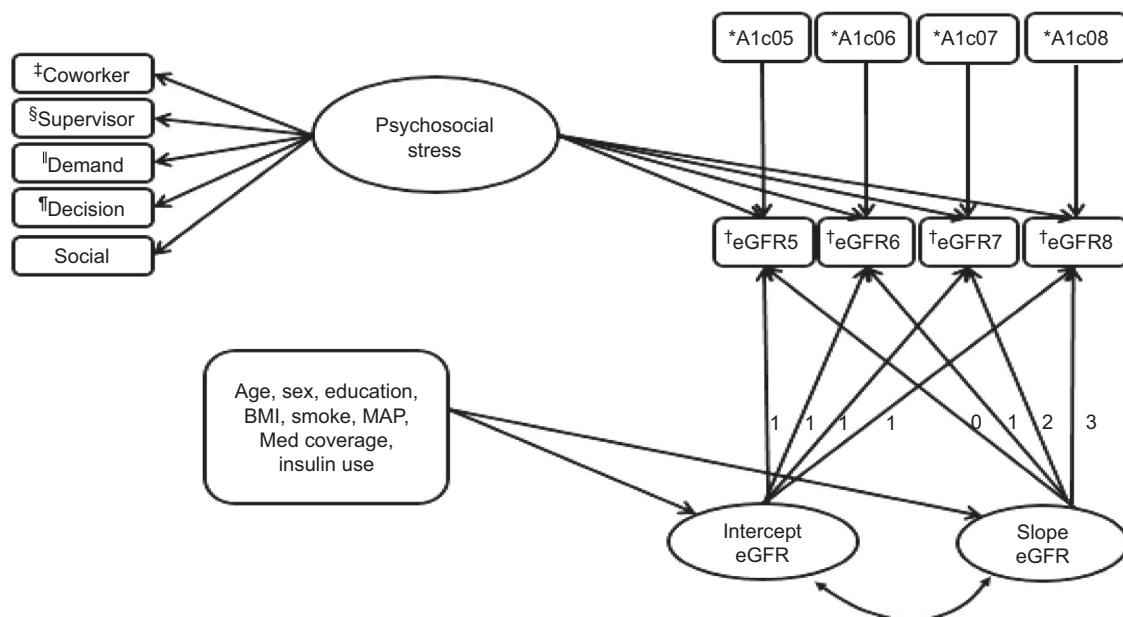 *A1c05 *A1c06 *A1c07 *A1c08
‡Coworker
§Supervisor
‖Demand
¶Decision
Social
Psychosocial
stress
†eGFR5 †eGFR6 †eGFR7 †eGFR8
Age, sex, education,
BMI, smoke, MAP,
Med coverage,
insulin use
1 1 1 1 0 1 2 3
Intercept
eGFR
Slope
eGFR